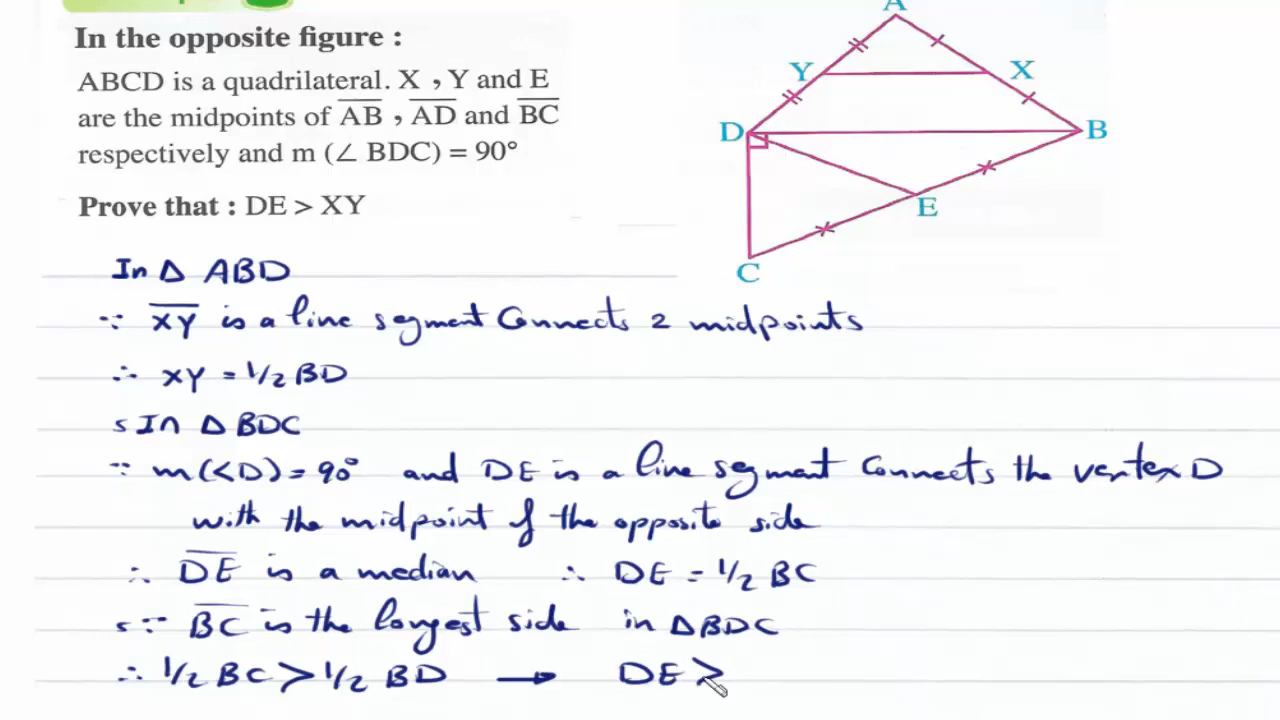 In the opposite figure :
ABCD is a quadrilateral. X , Y and E
are the midpoints of AB , AD and BC
respectively and m (∠ BDC) = 90°
Prove that : DE > XY
A
Y
X
D
B
E
C
In Δ ABD
∵ XY is a line segment Connects 2 midpoints
∴ XY = 1/2 BD
, In Δ BDC
∵ m(<D) = 90° and DE is a line segment Connects the vertex D
with the midpoint of the opposite side
∴ DE is a median ∴ DE = 1/2 BC
, ∵ BC is the longest side in Δ BDC
∴ 1/2 BC > 1/2 BD → DE >